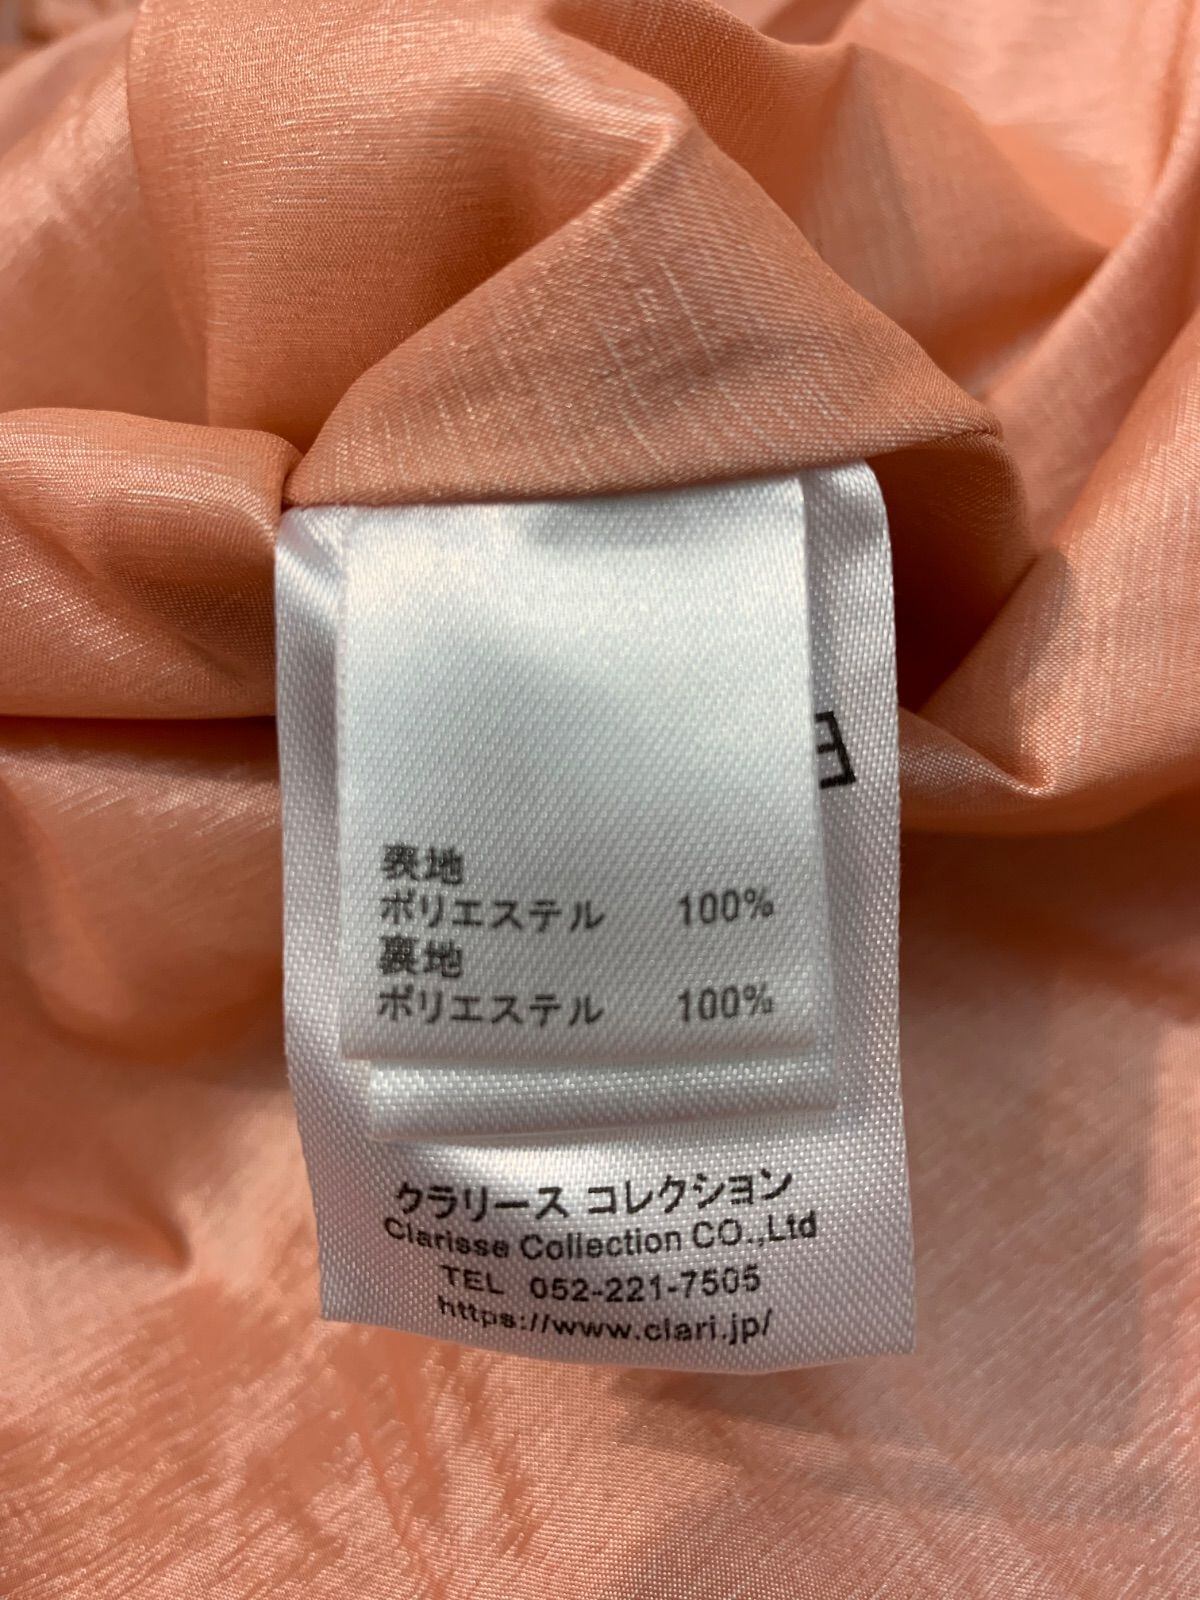 表地
ポリエステル 100%
裏地
ポリエステル 100%
クラリース コレクション
Clarisse Collection CO.,Ltd
TEL 052-221-7505
https://www.clari.jp/